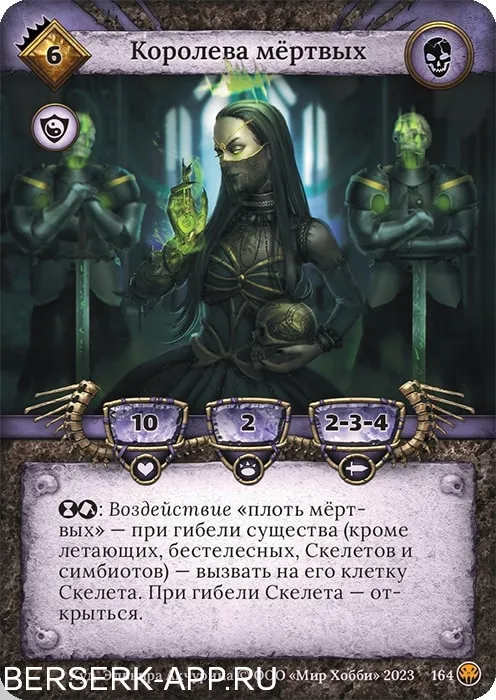 6
Королева мёртвых
10
2
2-3-4
: Воздействие «плоть мёрт-
вых» — при гибели существа (кроме
летающих, бестелесных, Скелетов и
симбиотов) — вызвать на его клетку
Скелета. При гибели Скелета — от-
крыться.
© ООО «Мир Хобби» 2023 164
BERSERK-APP.РУ